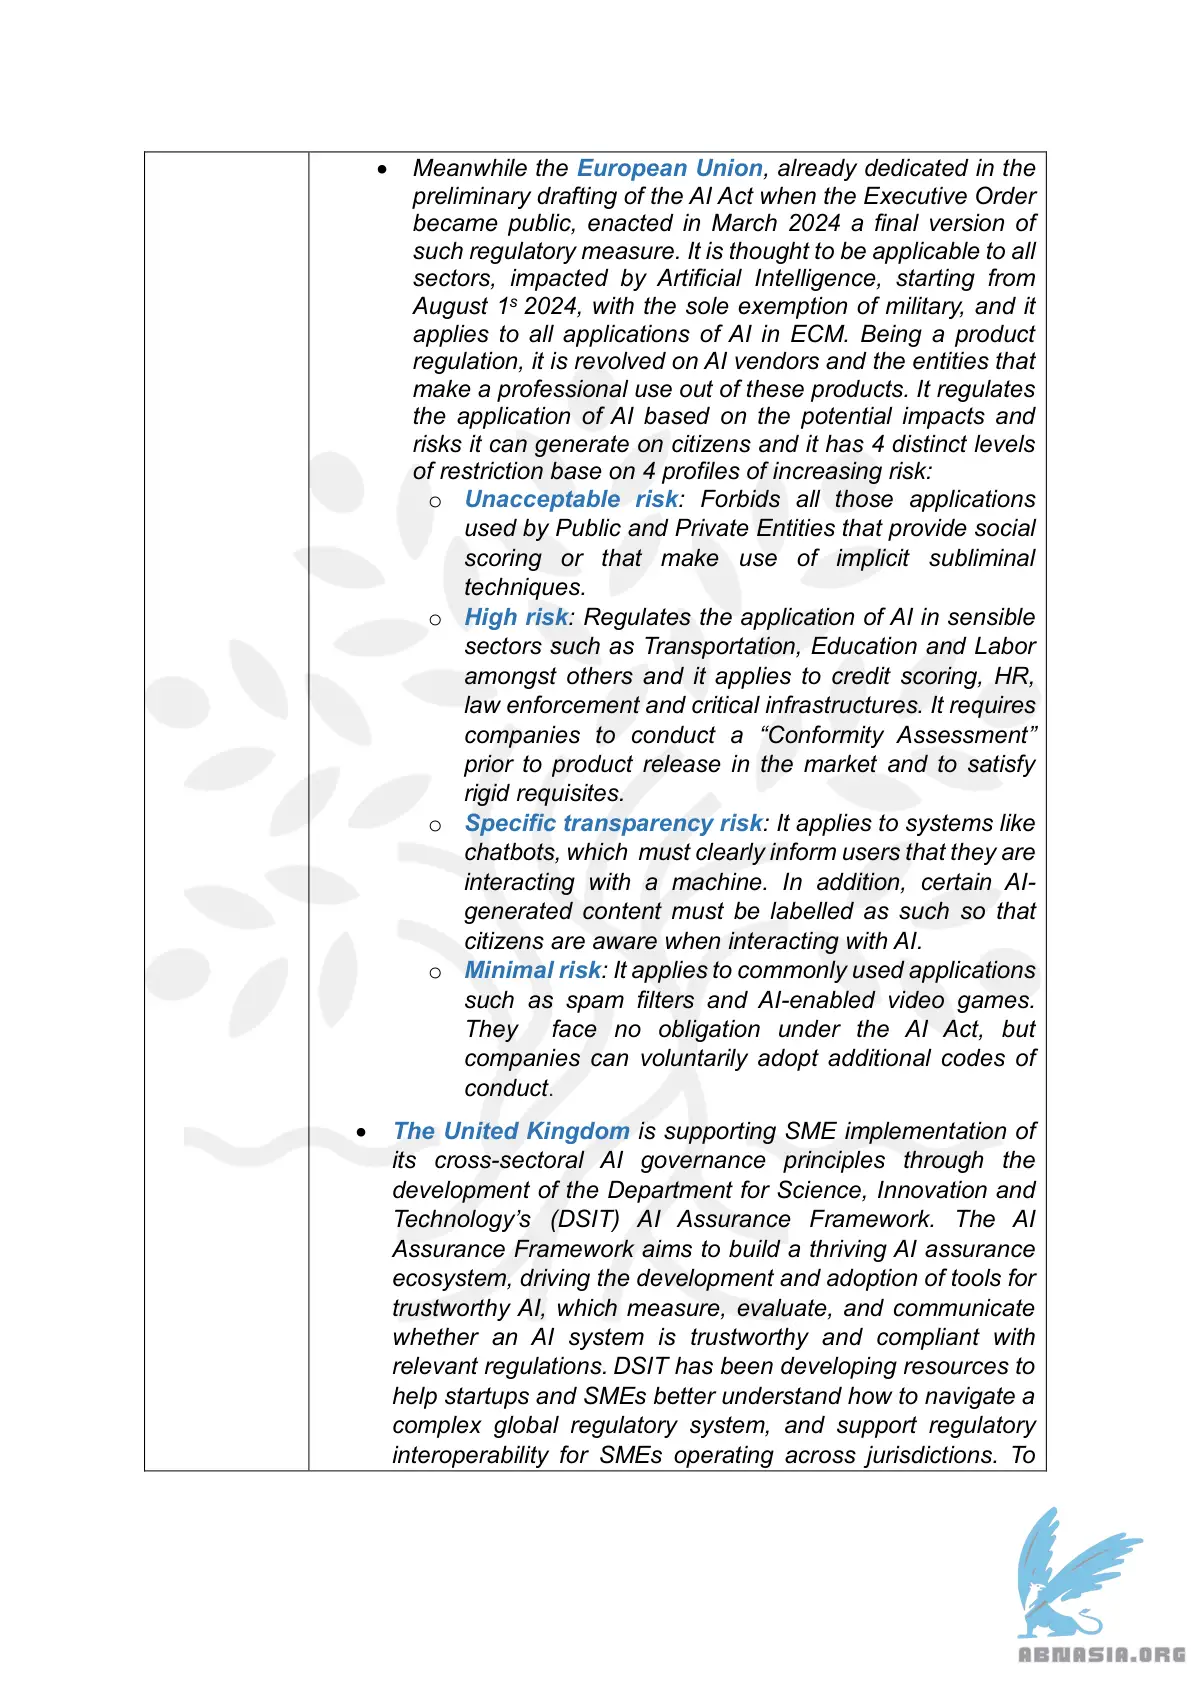 • Meanwhile the European Union, already dedicated in the
preliminary drafting of the AI Act when the Executive Order
became public, enacted in March 2024 a final version of
such regulatory measure. It is thought to be applicable to all
sectors, impacted by Artificial Intelligence, starting from
August 1s 2024, with the sole exemption of military, and it
applies to all applications of AI in ECM. Being a product
regulation, it is revolved on AI vendors and the entities that
make a professional use out of these products. It regulates
the application of AI based on the potential impacts and
risks it can generate on citizens and it has 4 distinct levels
of restriction base on 4 profiles of increasing risk:
o Unacceptable risk: Forbids all those applications
used by Public and Private Entities that provide social
scoring or that make use of implicit subliminal
techniques.
o High risk: Regulates the application of AI in sensible
sectors such as Transportation, Education and Labor
amongst others and it applies to credit scoring, HR,
law enforcement and critical infrastructures. It requires
companies to conduct a “Conformity Assessment”
prior to product release in the market and to satisfy
rigid requisites.
o Specific transparency risk: It applies to systems like
chatbots, which must clearly inform users that they are
interacting with a machine. In addition, certain AI-
generated content must be labelled as such so that
citizens are aware when interacting with AI.
o Minimal risk: It applies to commonly used applications
such as spam filters and AI-enabled video games.
They face no obligation under the AI Act, but
companies can voluntarily adopt additional codes of
conduct.
• The United Kingdom is supporting SME implementation of
its cross-sectoral AI governance principles through the
development of the Department for Science, Innovation and
Technology’s (DSIT) AI Assurance Framework. The AI
Assurance Framework aims to build a thriving AI assurance
ecosystem, driving the development and adoption of tools for
trustworthy AI, which measure, evaluate, and communicate
whether an AI system is trustworthy and compliant with
relevant regulations. DSIT has been developing resources to
help startups and SMEs better understand how to navigate a
complex global regulatory system, and support regulatory
interoperability for SMEs operating across jurisdictions. To
ABNASIA.ORG